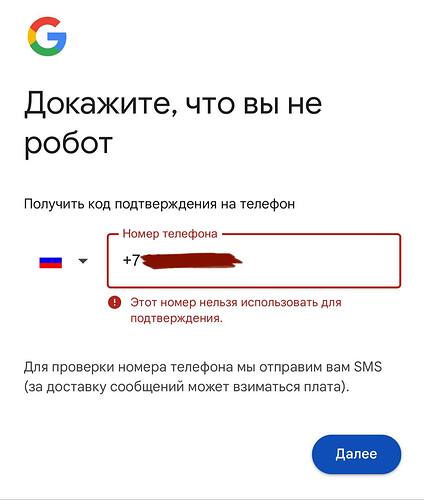 Докажите, что вы не
робот
Получить код подтверждения на телефон
Номер телефона
+7
Этот номер нельзя использовать для
подтверждения.
Для проверки номера телефона мы отправим вам SMS
(за доставку сообщений может взиматься плата).
Далее